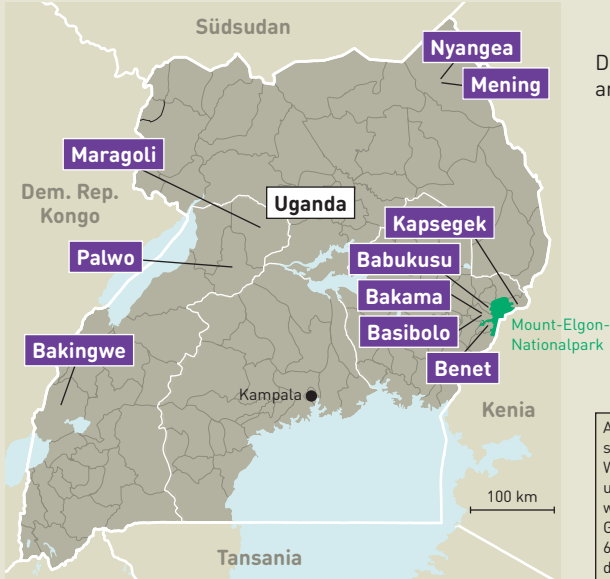 Südsudan
Nyangea
Mening
Maragoli
Dem. Rep.
Kongo
Uganda
Kapsegek
Palwo
Babukusu
Bakama
Basibolo
Mount-Elgon-
Nationalpark
Bakingwe
Benet
Kampala
Kenia
100 km
Tansania